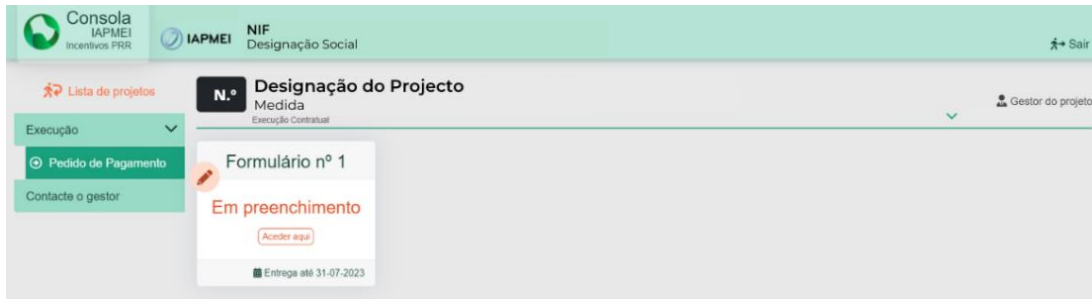 Consola
IAPMEI
Incentivos PRR
IAPMEI
NIF
Designação Social
Sair
Lista de projetos
N.º
Designação do Projecto
Medida
Execução Contratual
Gestor do projeto
Execução
Pedido de Pagamento
Contacte o gestor
Formulário nº 1
Em preenchimento
Aceder aqui
Entrega até 31-07-2023